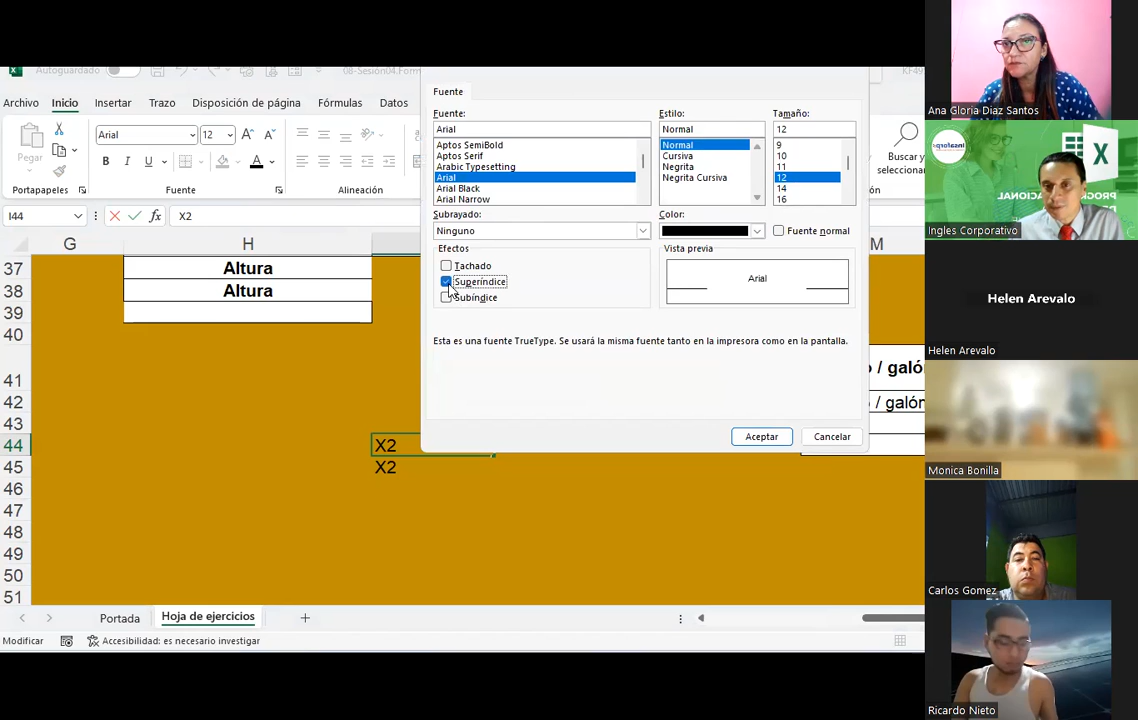 Autoguardado
08-Sesión04.Form
KF49
Archivo Inicio Insertar Trazo Disposición de página Fórmulas Datos
Pegar
Arial 12
Buscar y
Portapapeles Fuente Alineación
I44 X2
G H M
37 Altura
38 Altura
39
40
41
42
43
44 X2
45 X2
46
47
48
49
50
51
Fuente
Fuente: Estilo: Tamaño:
Arial Normal 12
Aptos SemiBold Normal 9
Aptos Serif Cursiva 10
Arabic Typesetting Negrita 11
Arial Negrita Cursiva 12
Arial Black 14
Arial Narrow 16
Subrayado: Color:
Ninguno Fuente normal
Efectos Vista previa
Tachado
Superíndice Arial
Subíndice
Esta es una fuente TrueType. Se usará la misma fuente tanto en la impresora como en la pantalla.
Aceptar Cancelar
Portada Hoja de ejercicios
Modificar Accesibilidad: es necesario investigar
Ana Gloria Diaz Santos
insaforp
Ingles Corporativo
Helen Arevalo
Helen Arevalo
Monica Bonilla
Carlos Gomez
Ricardo Nieto